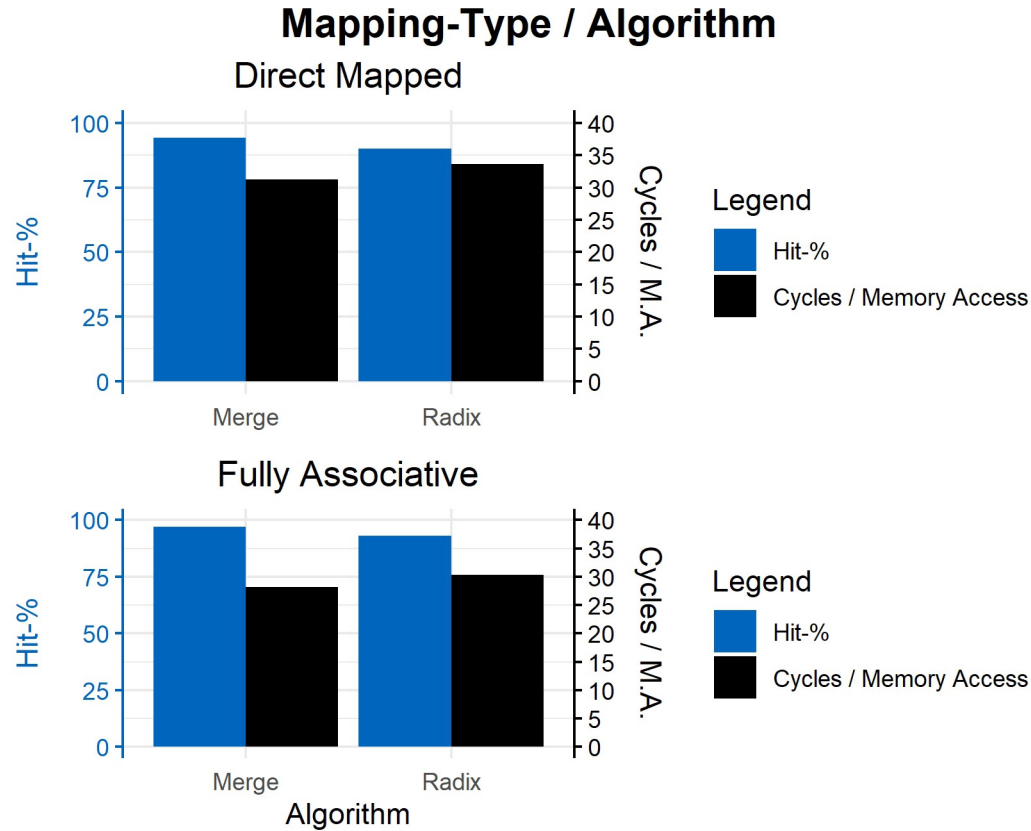 Mapping-Type / Algorithm
Direct Mapped
Hit-%
100
75
50
25
0
40
35
30
25
20
15
10
5
0
Cycles / M.A.
Merge
Radix
Legend
Hit-%
Cycles / Memory Access
Fully Associative
Hit-%
100
75
50
25
0
40
35
30
25
20
15
10
5
0
Cycles / M.A.
Merge
Radix
Algorithm
Legend
Hit-%
Cycles / Memory Access